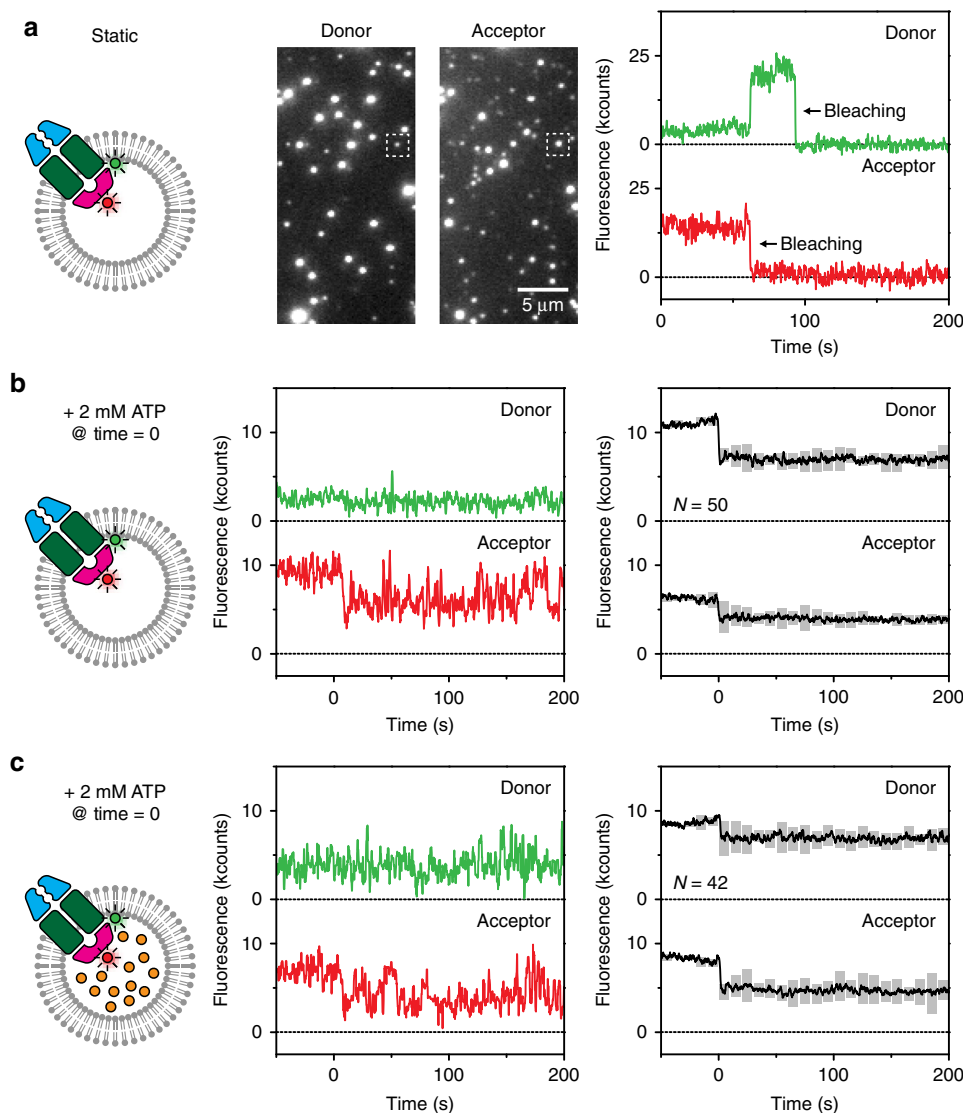 a
Static
Donor
Acceptor
5 μm
Fluorescence (kcounts)
25
0
25
0
Donor
← Bleaching
Acceptor
← Bleaching
0
100
200
Time (s)
b
+ 2 mM ATP
@ time = 0
Fluorescence (kcounts)
10
0
10
0
Donor
Acceptor
0
100
200
Time (s)
Fluorescence (kcounts)
10
0
10
0
Donor
N = 50
Acceptor
0
100
200
Time (s)
c
+ 2 mM ATP
@ time = 0
Fluorescence (kcounts)
10
0
10
0
Donor
Acceptor
0
100
200
Time (s)
Fluorescence (kcounts)
10
0
10
0
Donor
N = 42
Acceptor
0
100
200
Time (s)